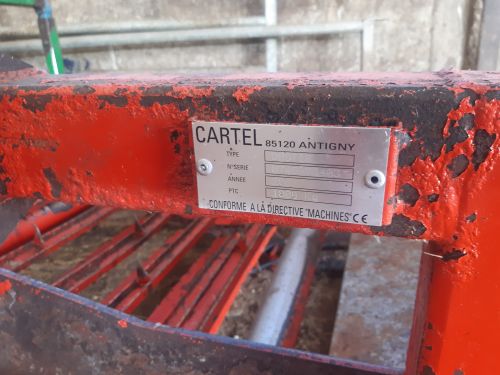 CARTEL 85120 ANTIGNY
TYPE
N°SERIE
ANNEE
PTC
CONFORME A LA DIRECTIVE "MACHINES" CE